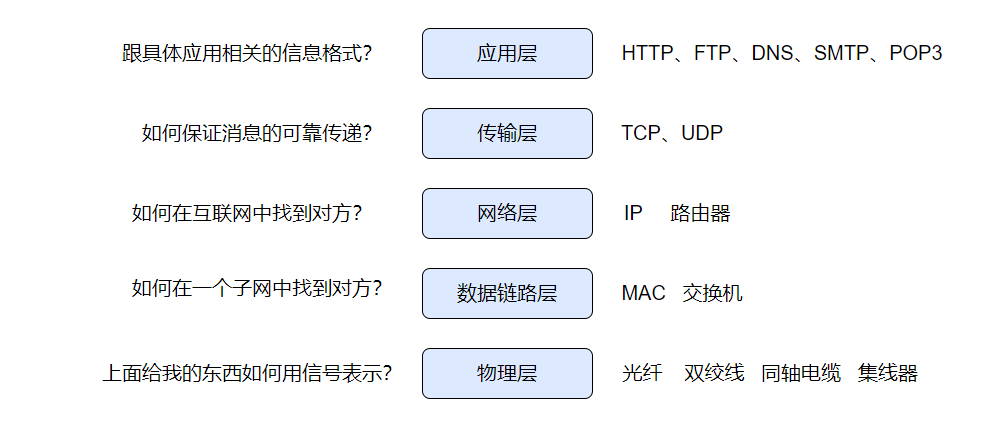 跟具体应用相关的信息格式？ 应用层 HTTP、FTP、DNS、SMTP、POP3
如何保证消息的可靠传递？ 传输层 TCP、UDP
如何在互联网中找到对方？ 网络层 IP 路由器
如何在一个子网中找到对方？ 数据链路层 MAC 交换机
上面给我的东西如何用信号表示？ 物理层 光纤 双绞线 同轴电缆 集线器